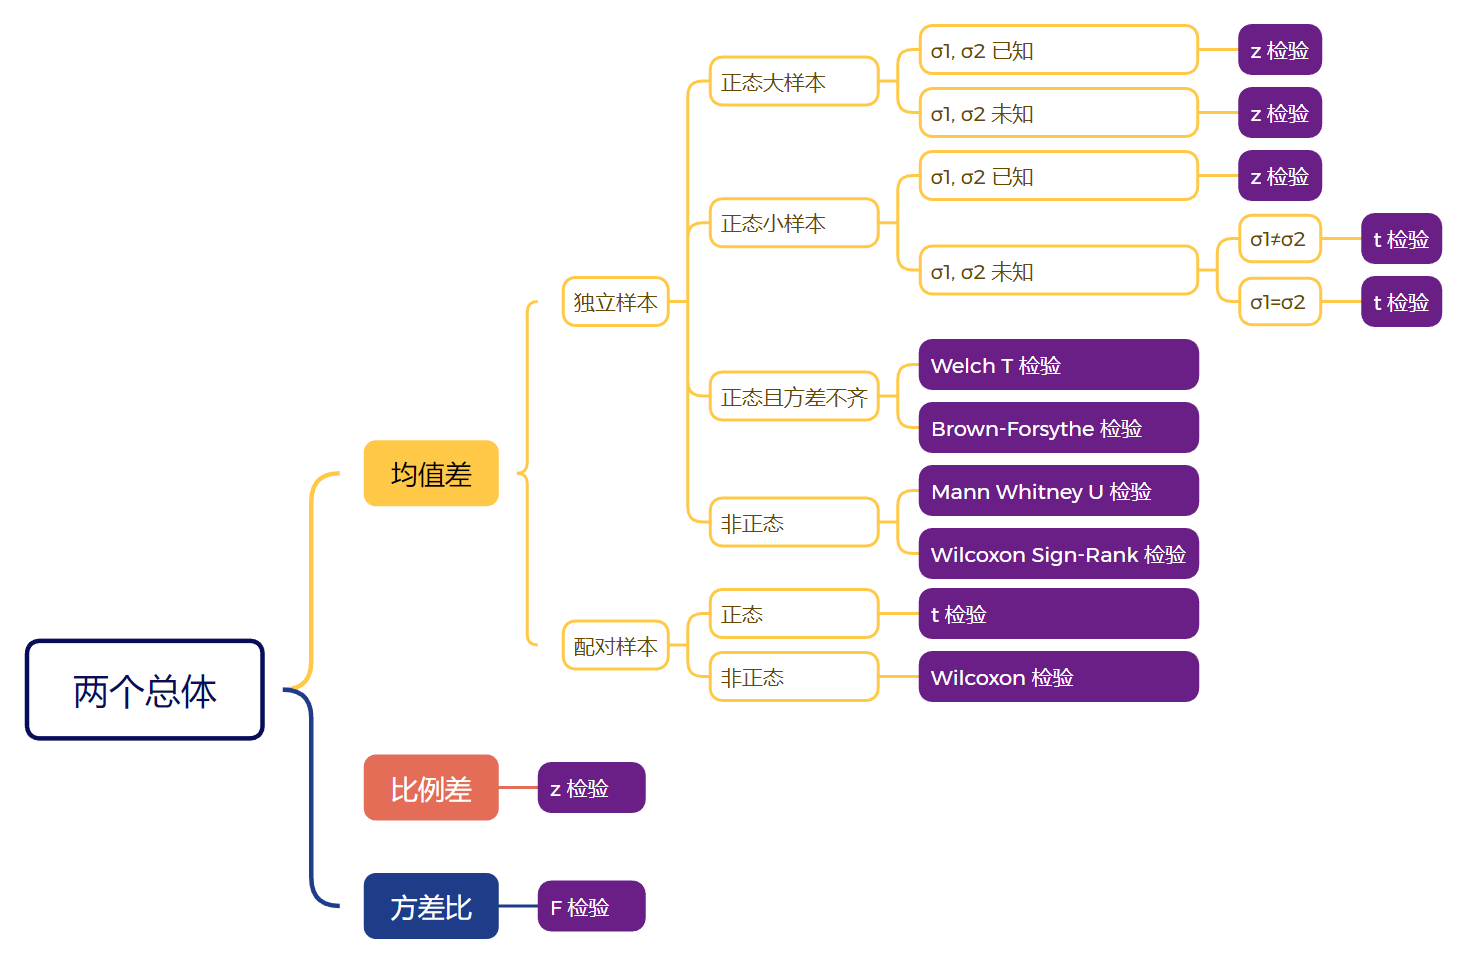 两个总体
均值差
独立样本
正态大样本
σ1, σ2 已知
z 检验
σ1, σ2 未知
z 检验
正态小样本
σ1, σ2 已知
z 检验
σ1, σ2 未知
σ1≠σ2
t 检验
σ1=σ2
t 检验
正态且方差不齐
Welch T 检验
Brown-Forsythe 检验
非正态
Mann Whitney U 检验
Wilcoxon Sign-Rank 检验
配对样本
正态
t 检验
非正态
Wilcoxon 检验
比例差
z 检验
方差比
F 检验